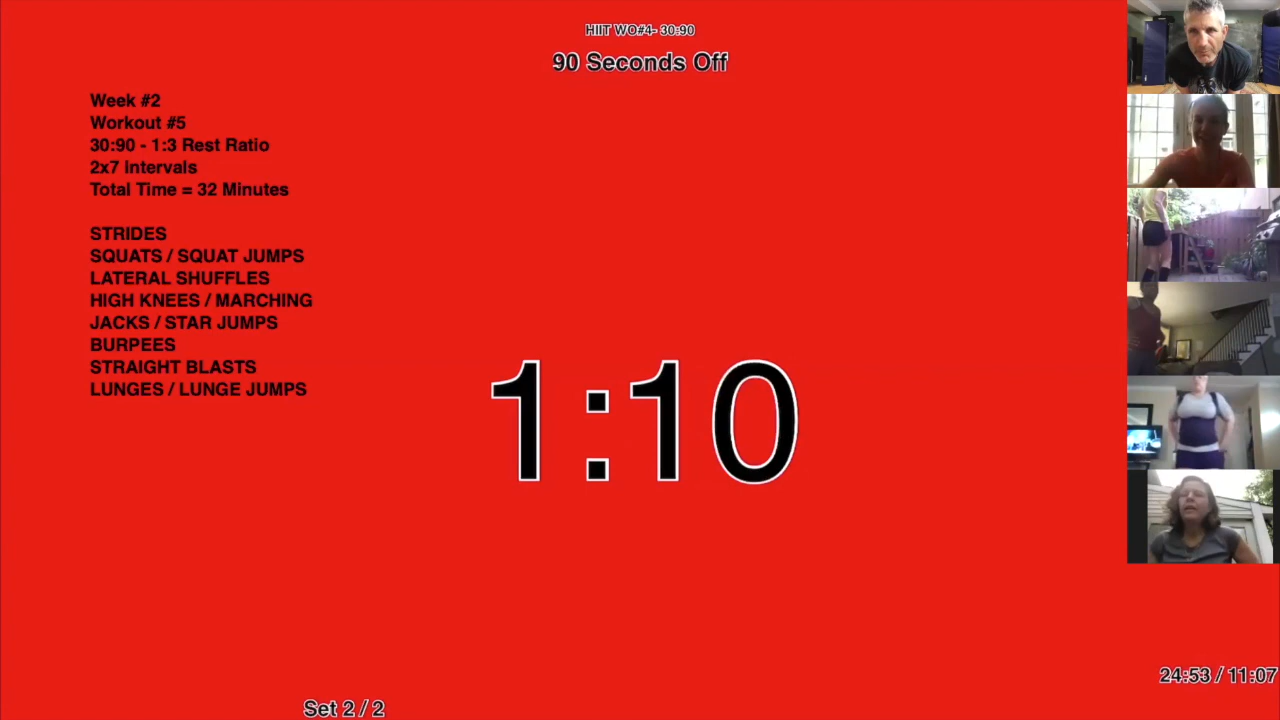 HIIT WO#4- 30:90
90 Seconds Off
Week #2
Workout #5
30:90 - 1:3 Rest Ratio
2x7 Intervals
Total Time = 32 Minutes
STRIDES
SQUATS / SQUAT JUMPS
LATERAL SHUFFLES
HIGH KNEES / MARCHING
JACKS / STAR JUMPS
BURPEES
STRAIGHT BLASTS
LUNGES / LUNGE JUMPS
1:10
24:53 / 11:07
Set 2 / 2